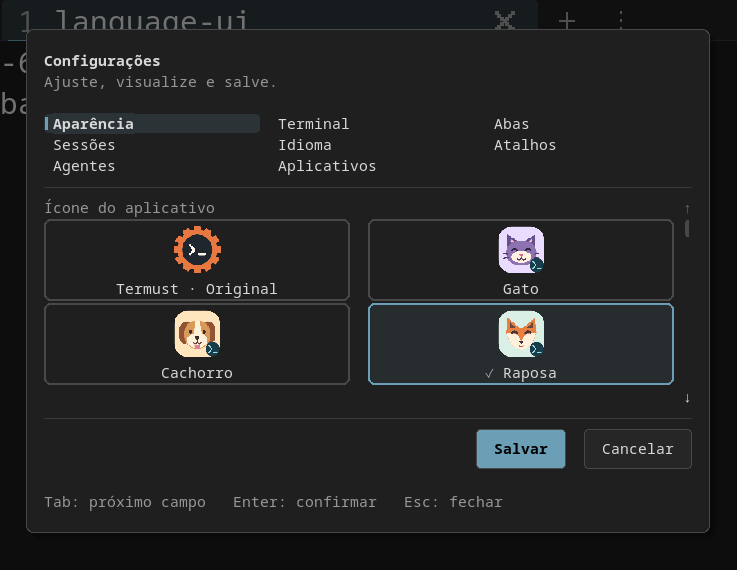 1 language-ui × + ⋮
Configurações
Ajuste, visualize e salve.
Aparência Terminal Abas
Sessões Idioma Atalhos
Agentes Aplicativos
Ícone do aplicativo ↑
Termust · Original Gato
Cachorro ✓ Raposa
↓
Salvar Cancelar
Tab: próximo campo Enter: confirmar Esc: fechar